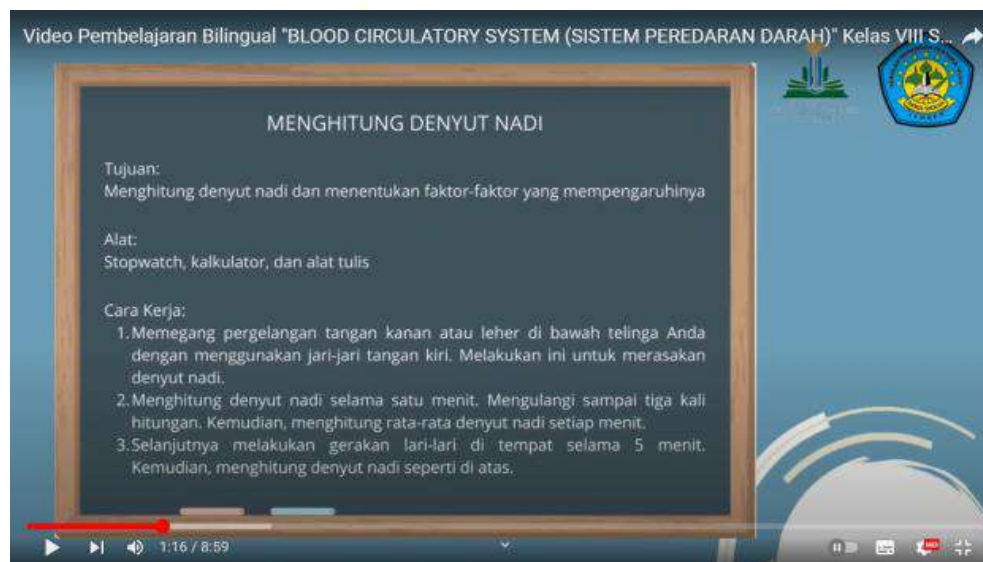 Video Pembelajaran Bilingual "BLOOD CIRCULATORY SYSTEM (SISTEM PEREDARAN DARAH)" Kelas VIII S...
MENGHITUNG DENYUT NADI
Tujuan:
Menghitung denyut nadi dan menentukan faktor-faktor yang mempengaruhinya
Alat:
Stopwatch, kalkulator, dan alat tulis
Cara Kerja:
1. Memegang pergelangan tangan kanan atau leher di bawah telinga Anda
dengan menggunakan jari-jari tangan kiri. Melakukan ini untuk merasakan
denyut nadi.
2. Menghitung denyut nadi selama satu menit. Mengulangi sampai tiga kali
hitungan. Kemudian, menghitung rata-rata denyut nadi setiap menit.
3. Selanjutnya melakukan gerakan lari-lari di tempat selama 5 menit.
Kemudian, menghitung denyut nadi seperti di atas.
1:16 / 8:59